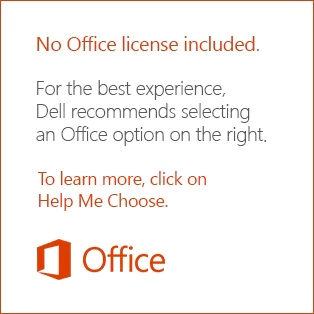 No Office license included.
For the best experience,
Dell recommends selecting
an Office option on the right.
To learn more, click on
Help Me Choose.
Office